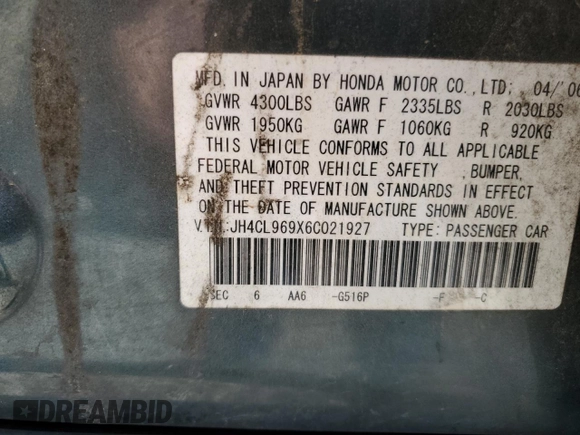 MFD. IN JAPAN BY HONDA MOTOR CO.,LTD; 04/'06
GVWR 4300LBS GAWR F 2335LBS R 2030LBS
GVWR 1950KG GAWR F 1060KG R 920KG
THIS VEHICLE CONFORMS TO ALL APPLICABLE
FEDERAL MOTOR VEHICLE SAFETY , BUMPER,
AND THEFT PREVENTION STANDARDS IN EFFECT
ON THE DATE OF MANUFACTURE SHOWN ABOVE.
V.I.N.:JH4CL969X6C021927 TYPE: PASSENGER CAR
SEC 6 AA6 -G516P -F -C
DREAMBID